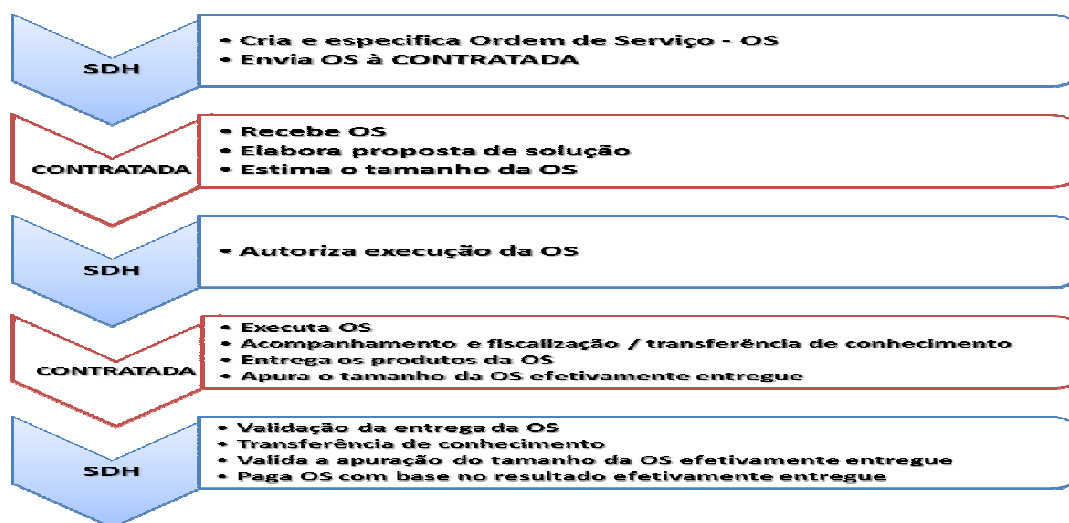 SDH
• Cria e especifica Ordem de Serviço - OS
• Envia OS à CONTRATADA
CONTRATADA
• Recebe OS
• Elabora proposta de solução
• Estima o tamanho da OS
SDH
• Autoriza execução da OS
CONTRATADA
• Executa OS
• Acompanhamento e fiscalização / transferência de conhecimento
• Entrega os produtos da OS
• Apura o tamanho da OS efetivamente entregue
SDH
• Validação da entrega da OS
• Transferência de conhecimento
• Valida a apuração do tamanho da OS efetivamente entregue
• Paga OS com base no resultado efetivamente entregue